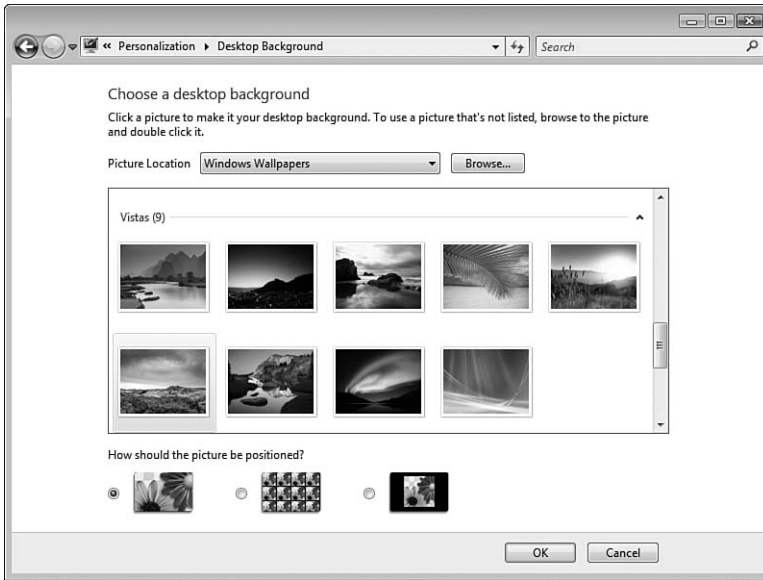 « Personalization ▸ Desktop Background
Search
Choose a desktop background
Click a picture to make it your desktop background. To use a picture that's not listed, browse to the picture
and double click it.
Picture Location Windows Wallpapers Browse...
Vistas (9)
How should the picture be positioned?
OK Cancel